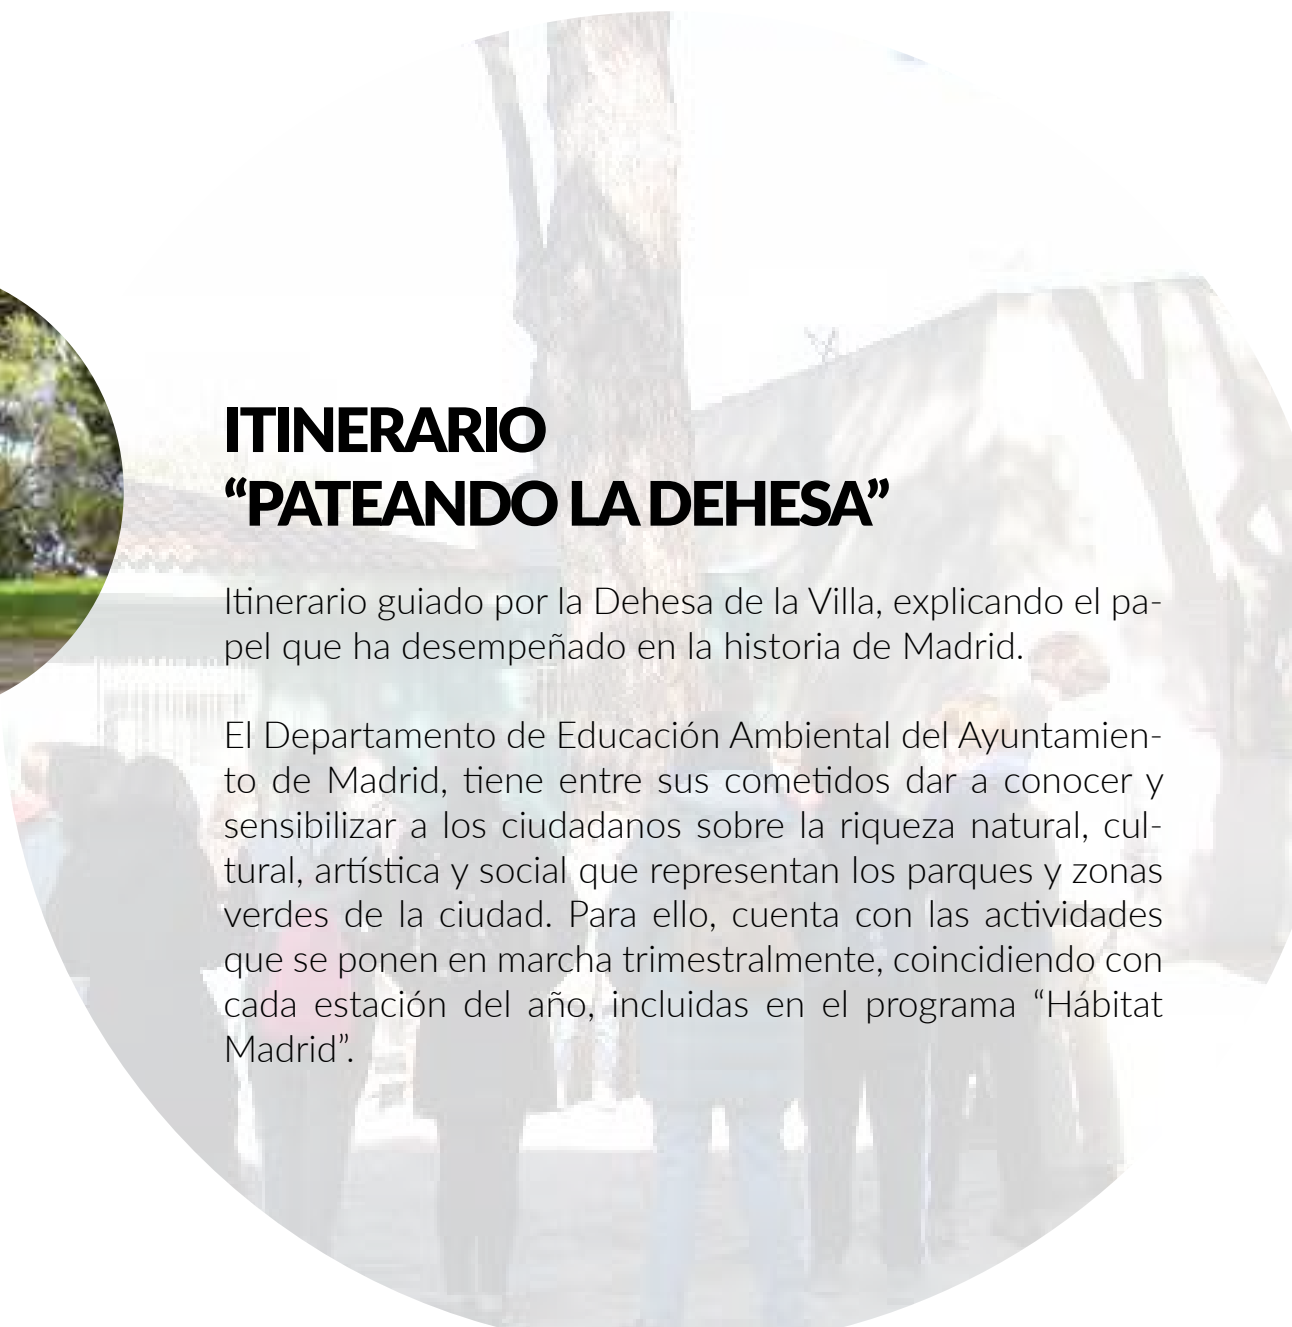 ITINERARIO
“PATEANDO LA DEHESA”
Itinerario guiado por la Dehesa de la Villa, explicando el pa-
pel que ha desempeñado en la historia de Madrid.
El Departamento de Educación Ambiental del Ayuntamien-
to de Madrid, tiene entre sus cometidos dar a conocer y
sensibilizar a los ciudadanos sobre la riqueza natural, cul-
tural, artística y social que representan los parques y zonas
verdes de la ciudad. Para ello, cuenta con las actividades
que se ponen en marcha trimestralmente, coincidiendo con
cada estación del año, incluidas en el programa “Hábitat
Madrid”.